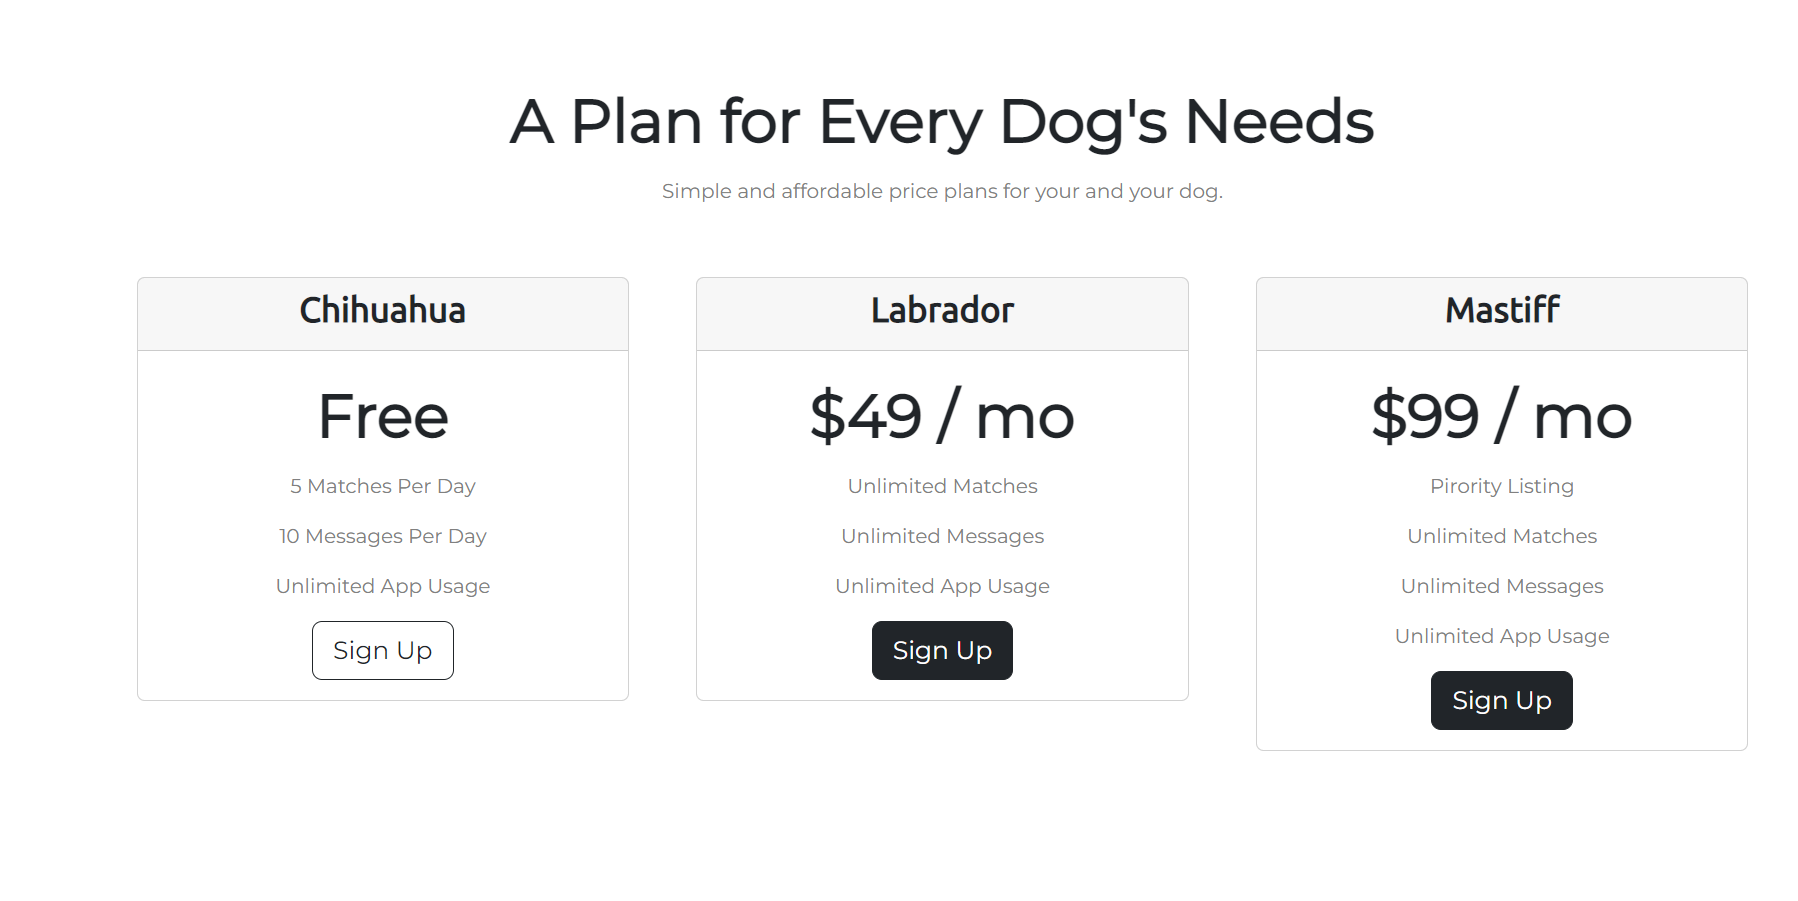 A Plan for Every Dog's Needs
Simple and affordable price plans for your and your dog.
Chihuahua
Free
5 Matches Per Day
10 Messages Per Day
Unlimited App Usage
Sign Up
Labrador
$49 / mo
Unlimited Matches
Unlimited Messages
Unlimited App Usage
Sign Up
Mastiff
$99 / mo
Pirority Listing
Unlimited Matches
Unlimited Messages
Unlimited App Usage
Sign Up